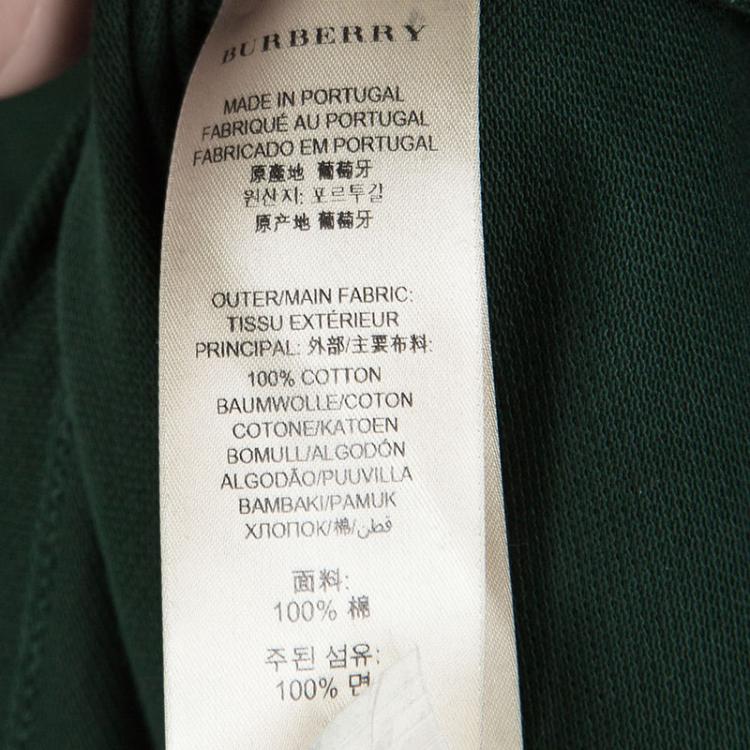 BURBERRY
MADE IN PORTUGAL
FABRIQUÉ AU PORTUGAL
FABRICADO EM PORTUGAL
原產地 葡萄牙
원산지: 포르투갈
原产地 葡萄牙
OUTER/MAIN FABRIC:
TISSU EXTÉRIEUR
PRINCIPAL: 外部/主要布料:
100% COTTON
BAUMWOLLE/COTON
COTONE/KATOEN
BOMULL/ALGODÓN
ALGODÃO/PUUVILLA
BAMBAKI/PAMUK
ХЛОПОК/棉/قطن
面料:
100% 棉
주된 섬유:
100% 면